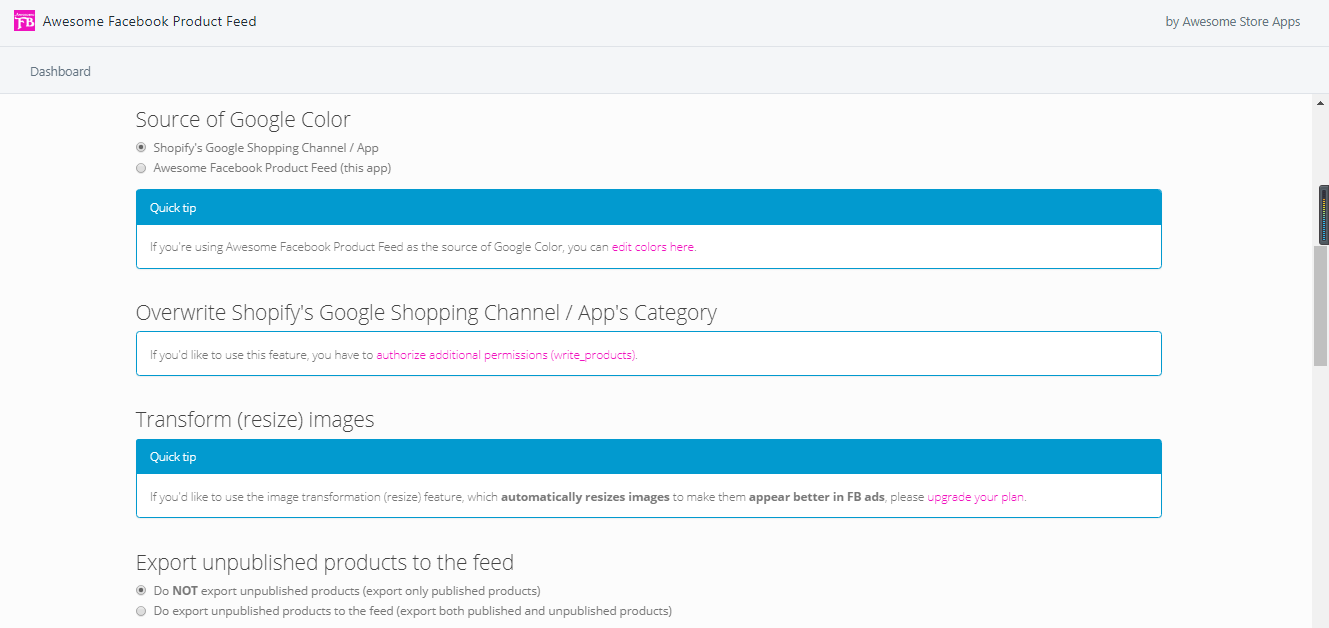 Awesome
FB
Awesome Facebook Product Feed
by Awesome Store Apps
Dashboard
Source of Google Color
Shopify's Google Shopping Channel / App
Awesome Facebook Product Feed (this app)
Quick tip
If you're using Awesome Facebook Product Feed as the source of Google Color, you can edit colors here.
Overwrite Shopify's Google Shopping Channel / App's Category
If you'd like to use this feature, you have to authorize additional permissions (write_products).
Transform (resize) images
Quick tip
If you'd like to use the image transformation (resize) feature, which automatically resizes images to make them appear better in FB ads, please upgrade your plan.
Export unpublished products to the feed
Do NOT export unpublished products (export only published products)
Do export unpublished products to the feed (export both published and unpublished products)